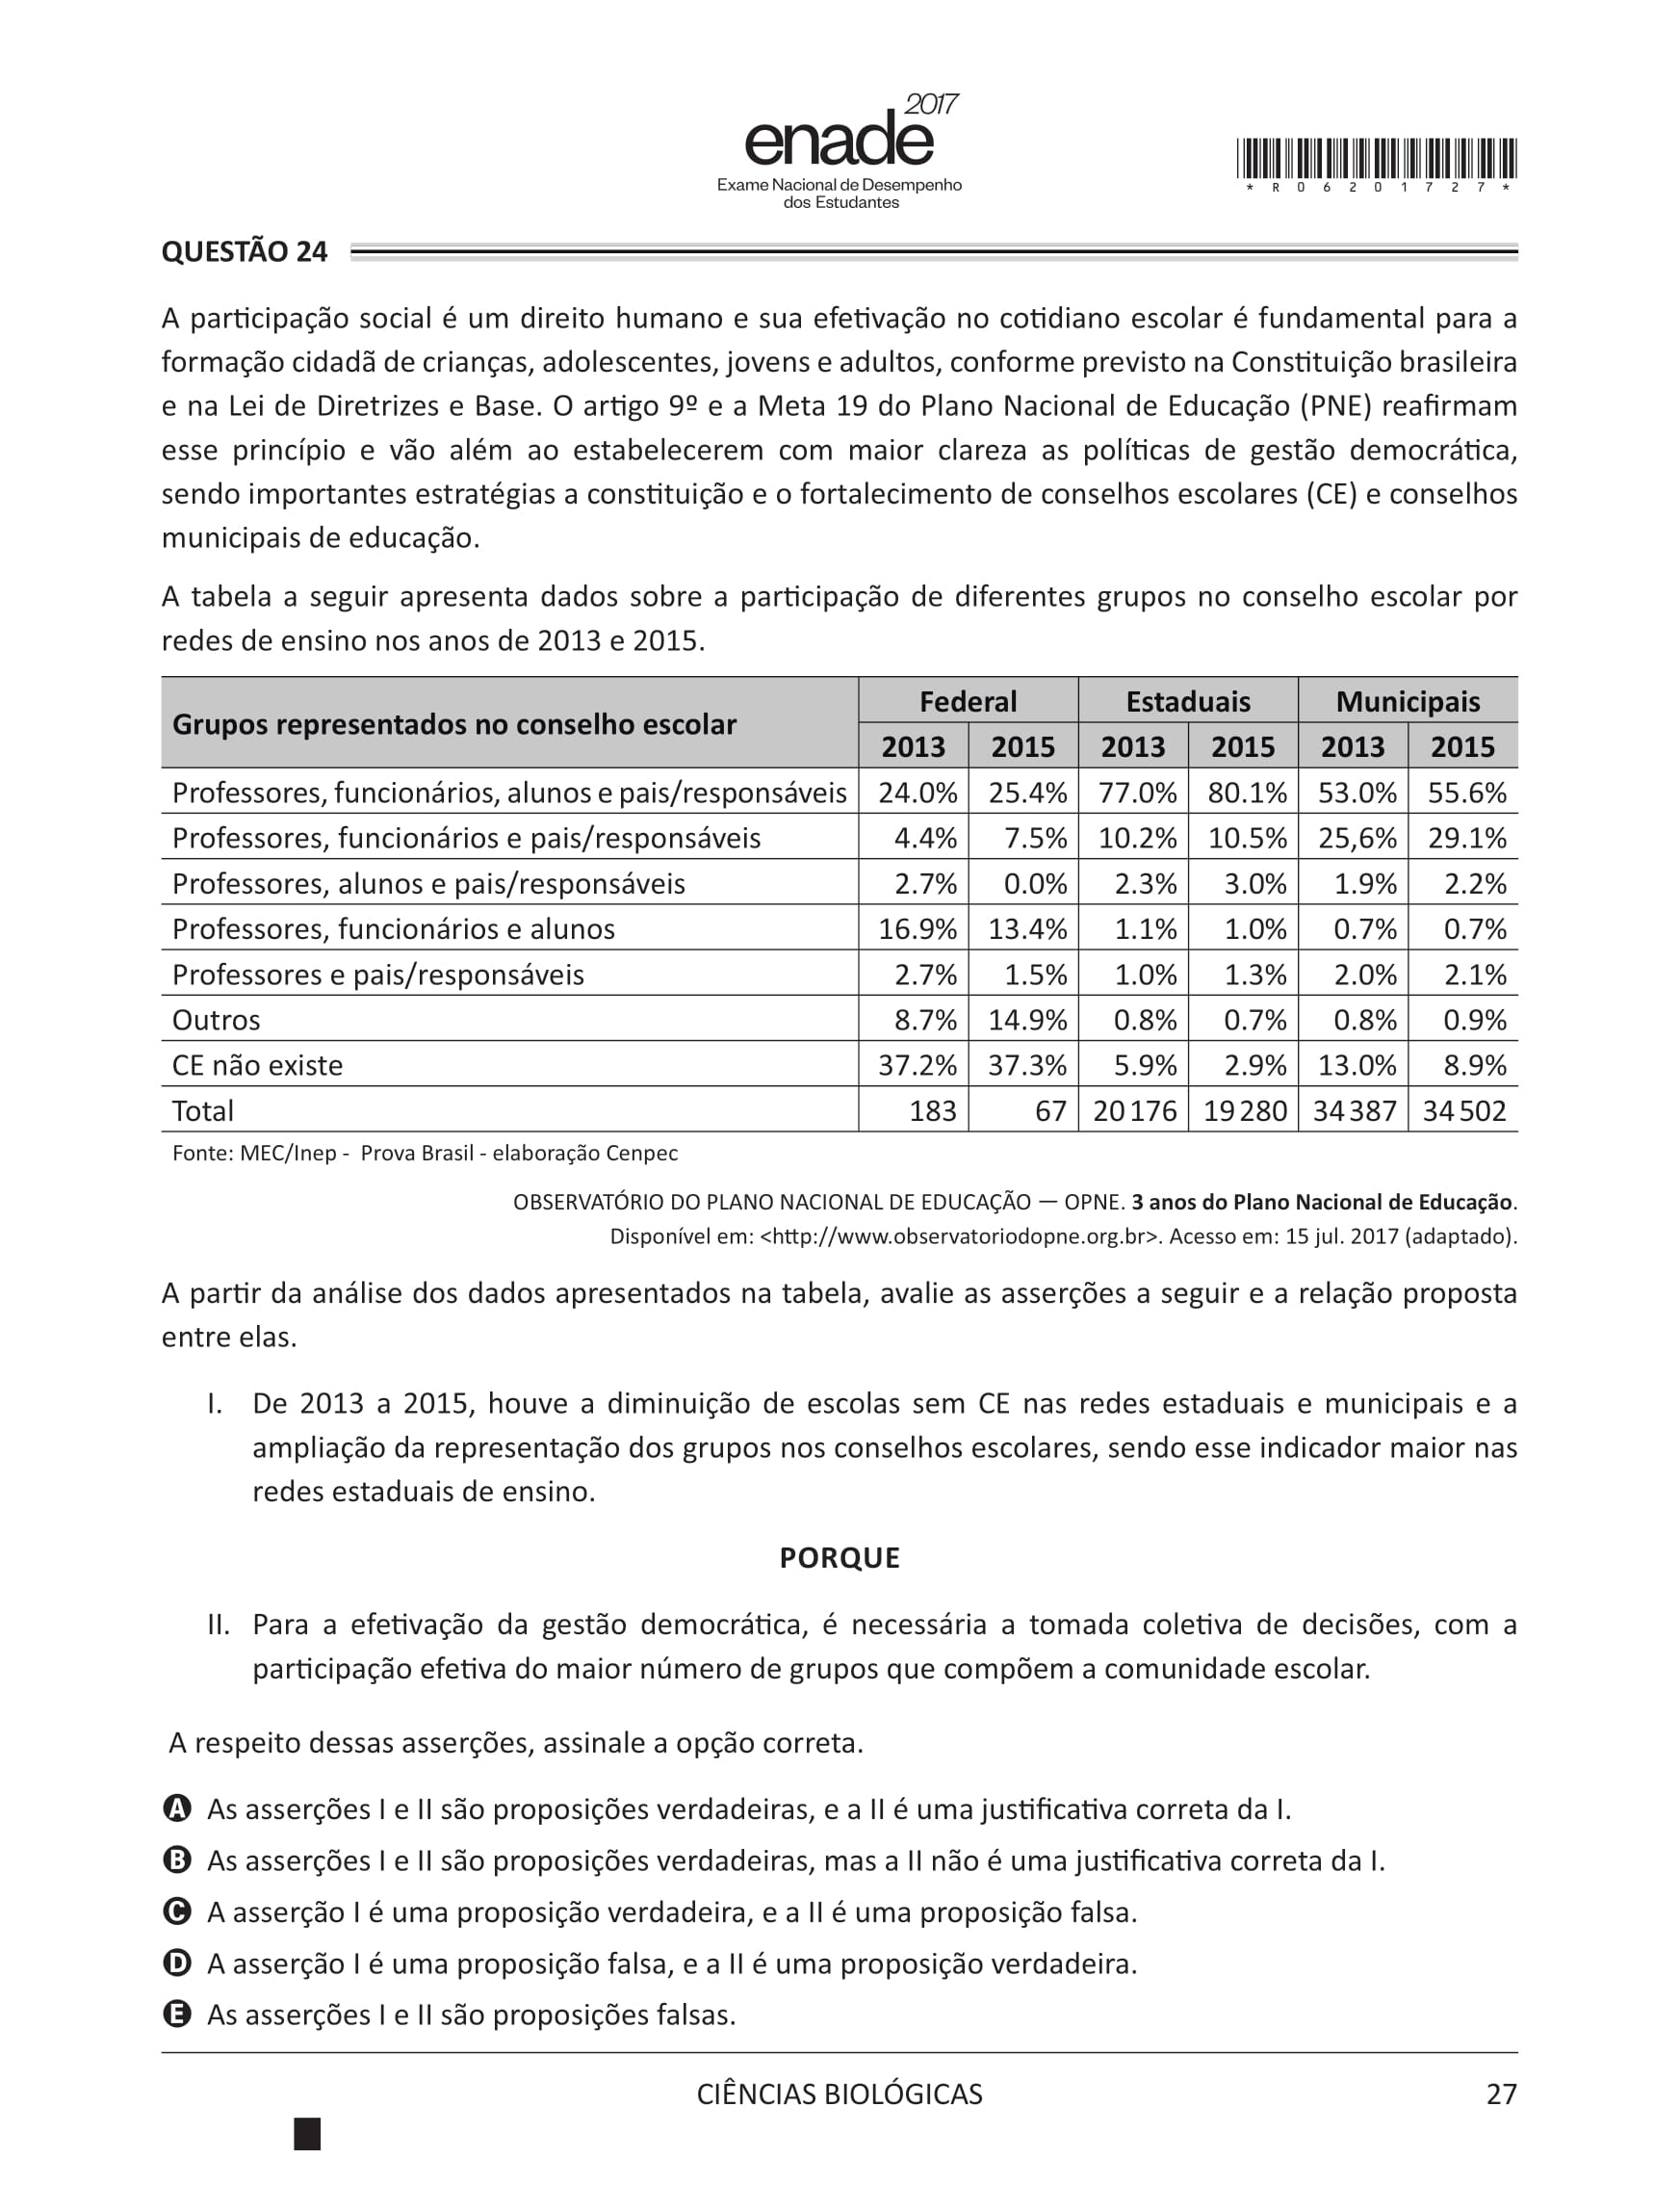 enade 2017
Exame Nacional de Desempenho
dos Estudantes
* R 0 6 2 0 1 7 2 7 *
QUESTÃO 24
A participação social é um direito humano e sua efetivação no cotidiano escolar é fundamental para a
formação cidadã de crianças, adolescentes, jovens e adultos, conforme previsto na Constituição brasileira
e na Lei de Diretrizes e Base. O artigo 9º e a Meta 19 do Plano Nacional de Educação (PNE) reafirmam
esse princípio e vão além ao estabelecerem com maior clareza as políticas de gestão democrática,
sendo importantes estratégias a constituição e o fortalecimento de conselhos escolares (CE) e conselhos
municipais de educação.
A tabela a seguir apresenta dados sobre a participação de diferentes grupos no conselho escolar por
redes de ensino nos anos de 2013 e 2015.
Grupos representados no conselho escolar Federal Estaduais Municipais
2013 2015 2013 2015 2013 2015
Professores, funcionários, alunos e pais/responsáveis 24.0% 25.4% 77.0% 80.1% 53.0% 55.6%
Professores, funcionários e pais/responsáveis 4.4% 7.5% 10.2% 10.5% 25,6% 29.1%
Professores, alunos e pais/responsáveis 2.7% 0.0% 2.3% 3.0% 1.9% 2.2%
Professores, funcionários e alunos 16.9% 13.4% 1.1% 1.0% 0.7% 0.7%
Professores e pais/responsáveis 2.7% 1.5% 1.0% 1.3% 2.0% 2.1%
Outros 8.7% 14.9% 0.8% 0.7% 0.8% 0.9%
CE não existe 37.2% 37.3% 5.9% 2.9% 13.0% 8.9%
Total 183 67 20 176 19 280 34 387 34 502
Fonte: MEC/Inep - Prova Brasil - elaboração Cenpec
OBSERVATÓRIO DO PLANO NACIONAL DE EDUCAÇÃO — OPNE. 3 anos do Plano Nacional de Educação.
Disponível em: <http://www.observatoriodopne.org.br>. Acesso em: 15 jul. 2017 (adaptado).
A partir da análise dos dados apresentados na tabela, avalie as asserções a seguir e a relação proposta
entre elas.
I. De 2013 a 2015, houve a diminuição de escolas sem CE nas redes estaduais e municipais e a
ampliação da representação dos grupos nos conselhos escolares, sendo esse indicador maior nas
redes estaduais de ensino.
PORQUE
II. Para a efetivação da gestão democrática, é necessária a tomada coletiva de decisões, com a
participação efetiva do maior número de grupos que compõem a comunidade escolar.
A respeito dessas asserções, assinale a opção correta.
A As asserções I e II são proposições verdadeiras, e a II é uma justificativa correta da I.
B As asserções I e II são proposições verdadeiras, mas a II não é uma justificativa correta da I.
C A asserção I é uma proposição verdadeira, e a II é uma proposição falsa.
D A asserção I é uma proposição falsa, e a II é uma proposição verdadeira.
E As asserções I e II são proposições falsas.
CIÊNCIAS BIOLÓGICAS 27